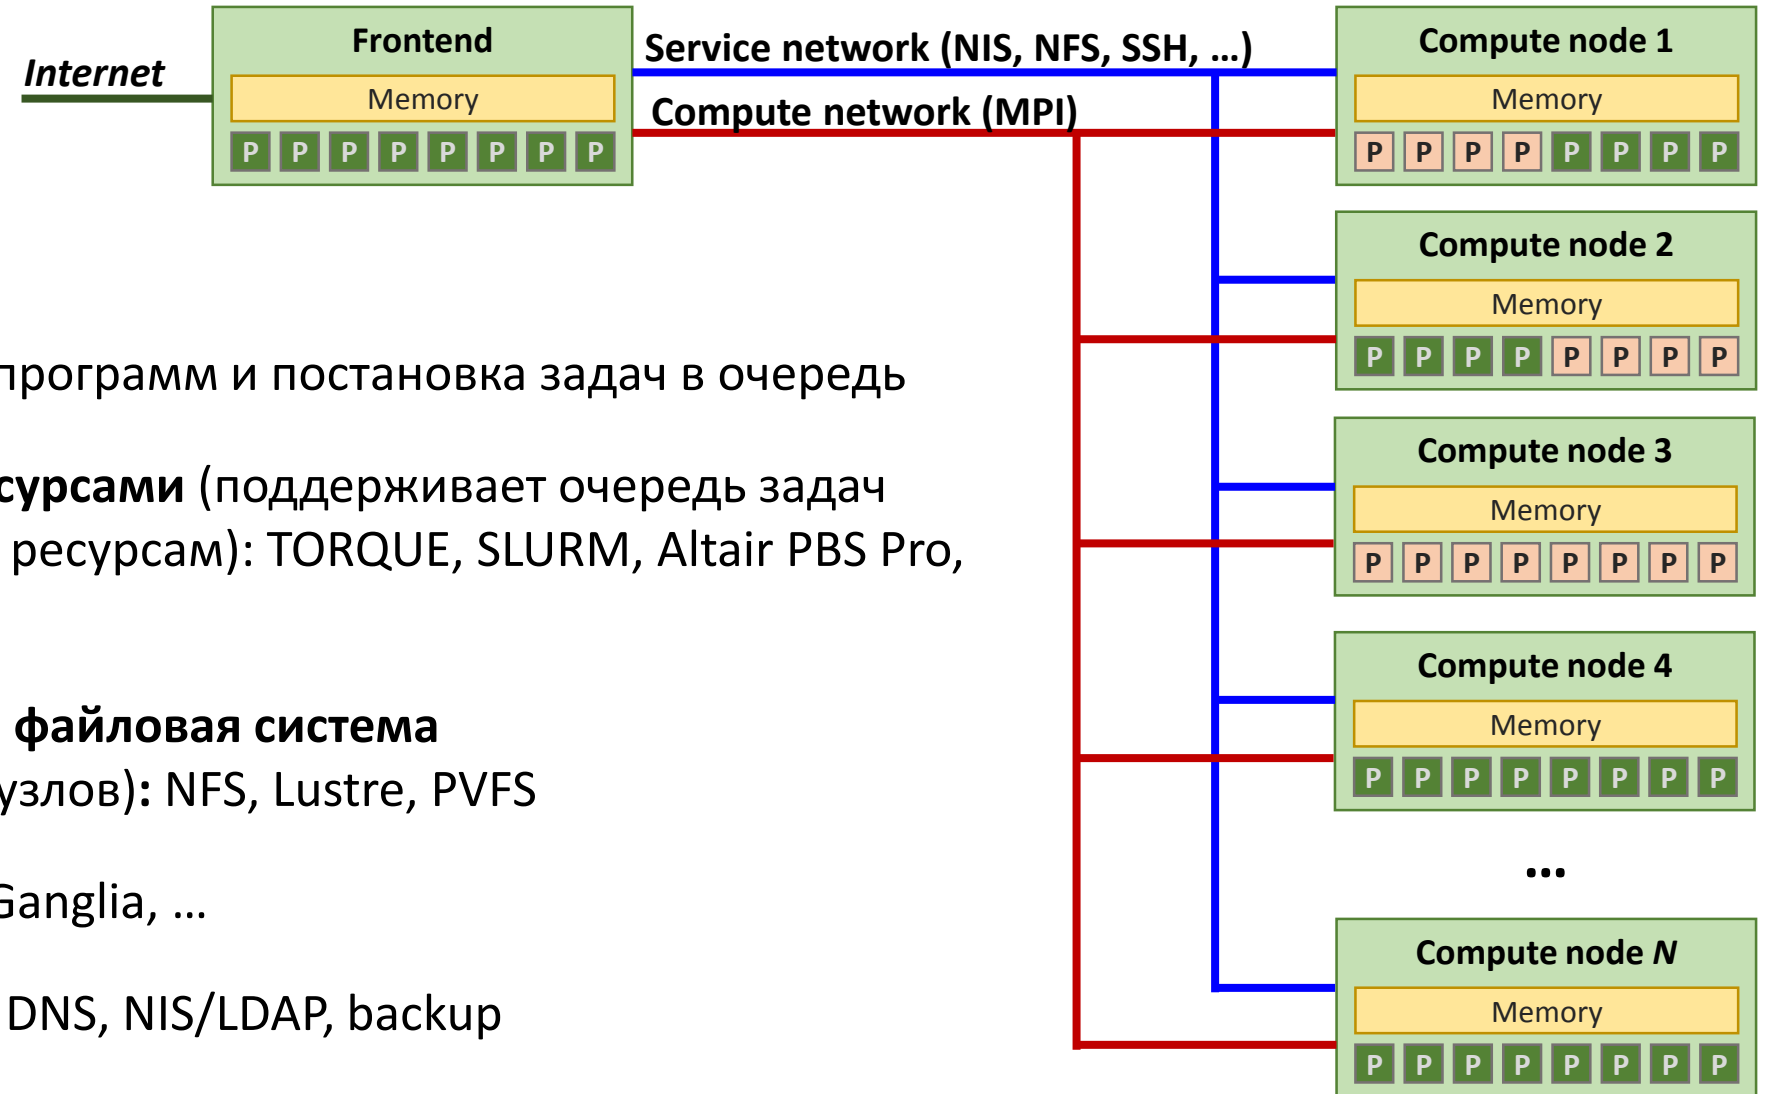 Internet
Frontend
Memory
P P P P P P P P
Service network (NIS, NFS, SSH, …)
Compute network (MPI)
Compute node 1
Memory
P P P P P P P P
Compute node 2
Memory
P P P P P P P P
Compute node 3
Memory
P P P P P P P P
Compute node 4
Memory
P P P P P P P P
…
Compute node N
Memory
P P P P P P P P
программ и постановка задач в очередь
сурсами (поддерживает очередь задач
ресурсам): TORQUE, SLURM, Altair PBS Pro,
файловая система
узлов): NFS, Lustre, PVFS
Ganglia, …
DNS, NIS/LDAP, backup